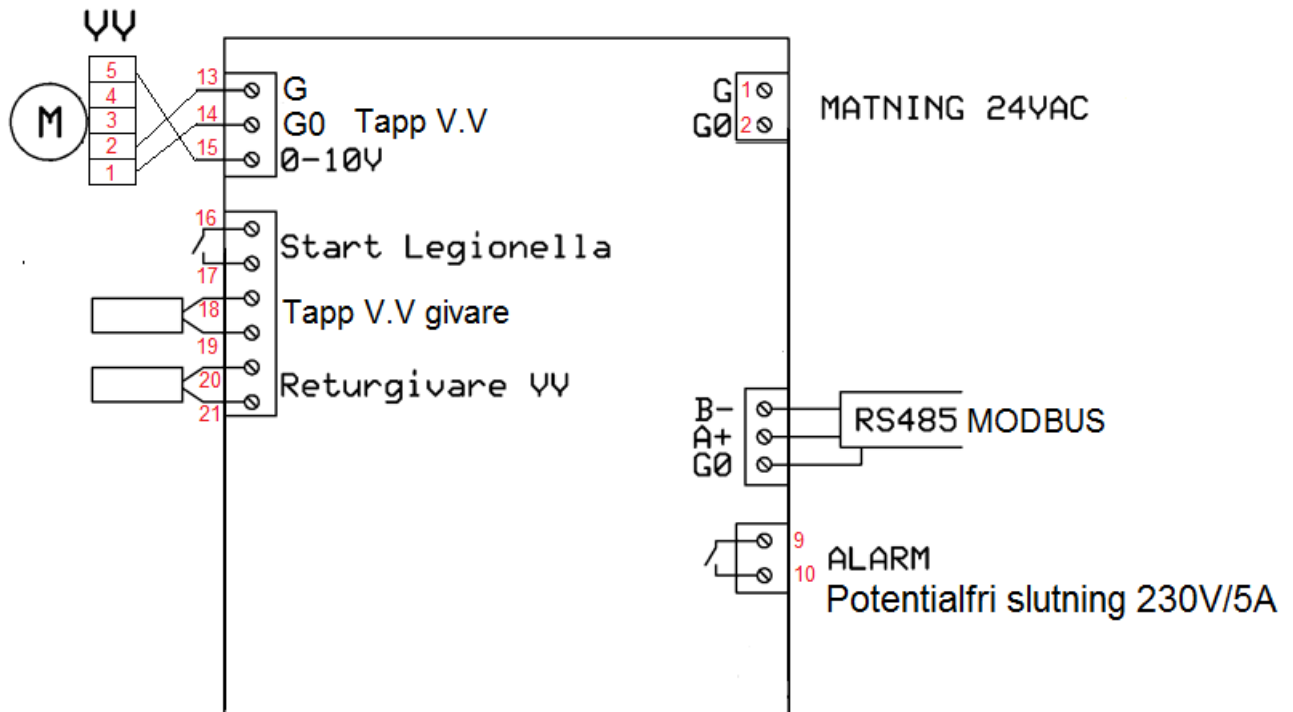 VV
5
4
3
2
1
M
13
14
15
G
G0 Tapp V.V
0-10V
16
17
Start Legionella
18
19
Tapp V.V givare
20
21
Returgivare VV
G 1
G0 2
MATNING 24VAC
B-
A+
G0
RS485 MODBUS
9
10
ALARM
Potentialfri slutning 230V/5A